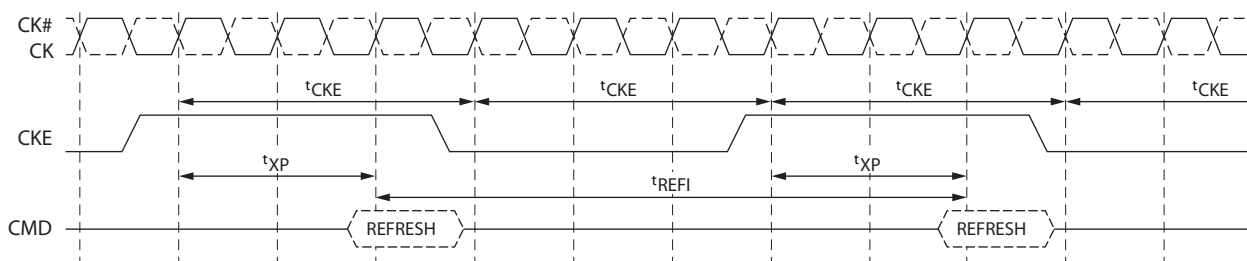 CK#
CK
tCKE tCKE tCKE tCKE
CKE
tXP tXP
tREFI
CMD REFRESH REFRESH